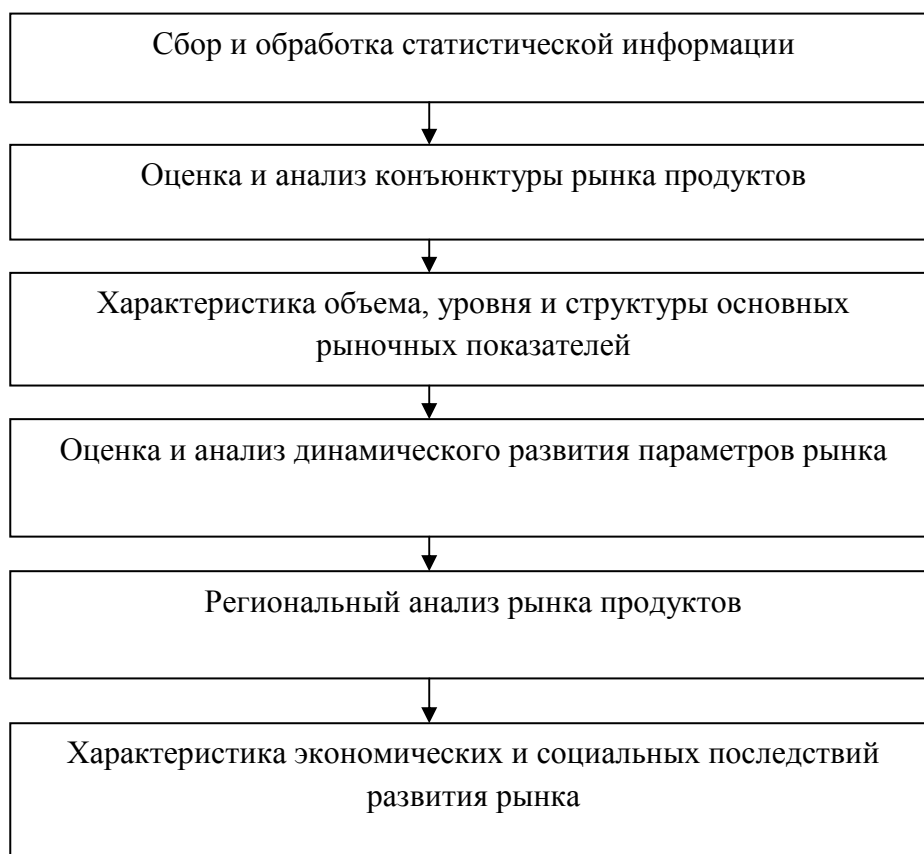 Сбор и обработка статистической информации
Оценка и анализ конъюнктуры рынка продуктов
Характеристика объема, уровня и структуры основных
рыночных показателей
Оценка и анализ динамического развития параметров рынка
Региональный анализ рынка продуктов
Характеристика экономических и социальных последствий
развития рынка